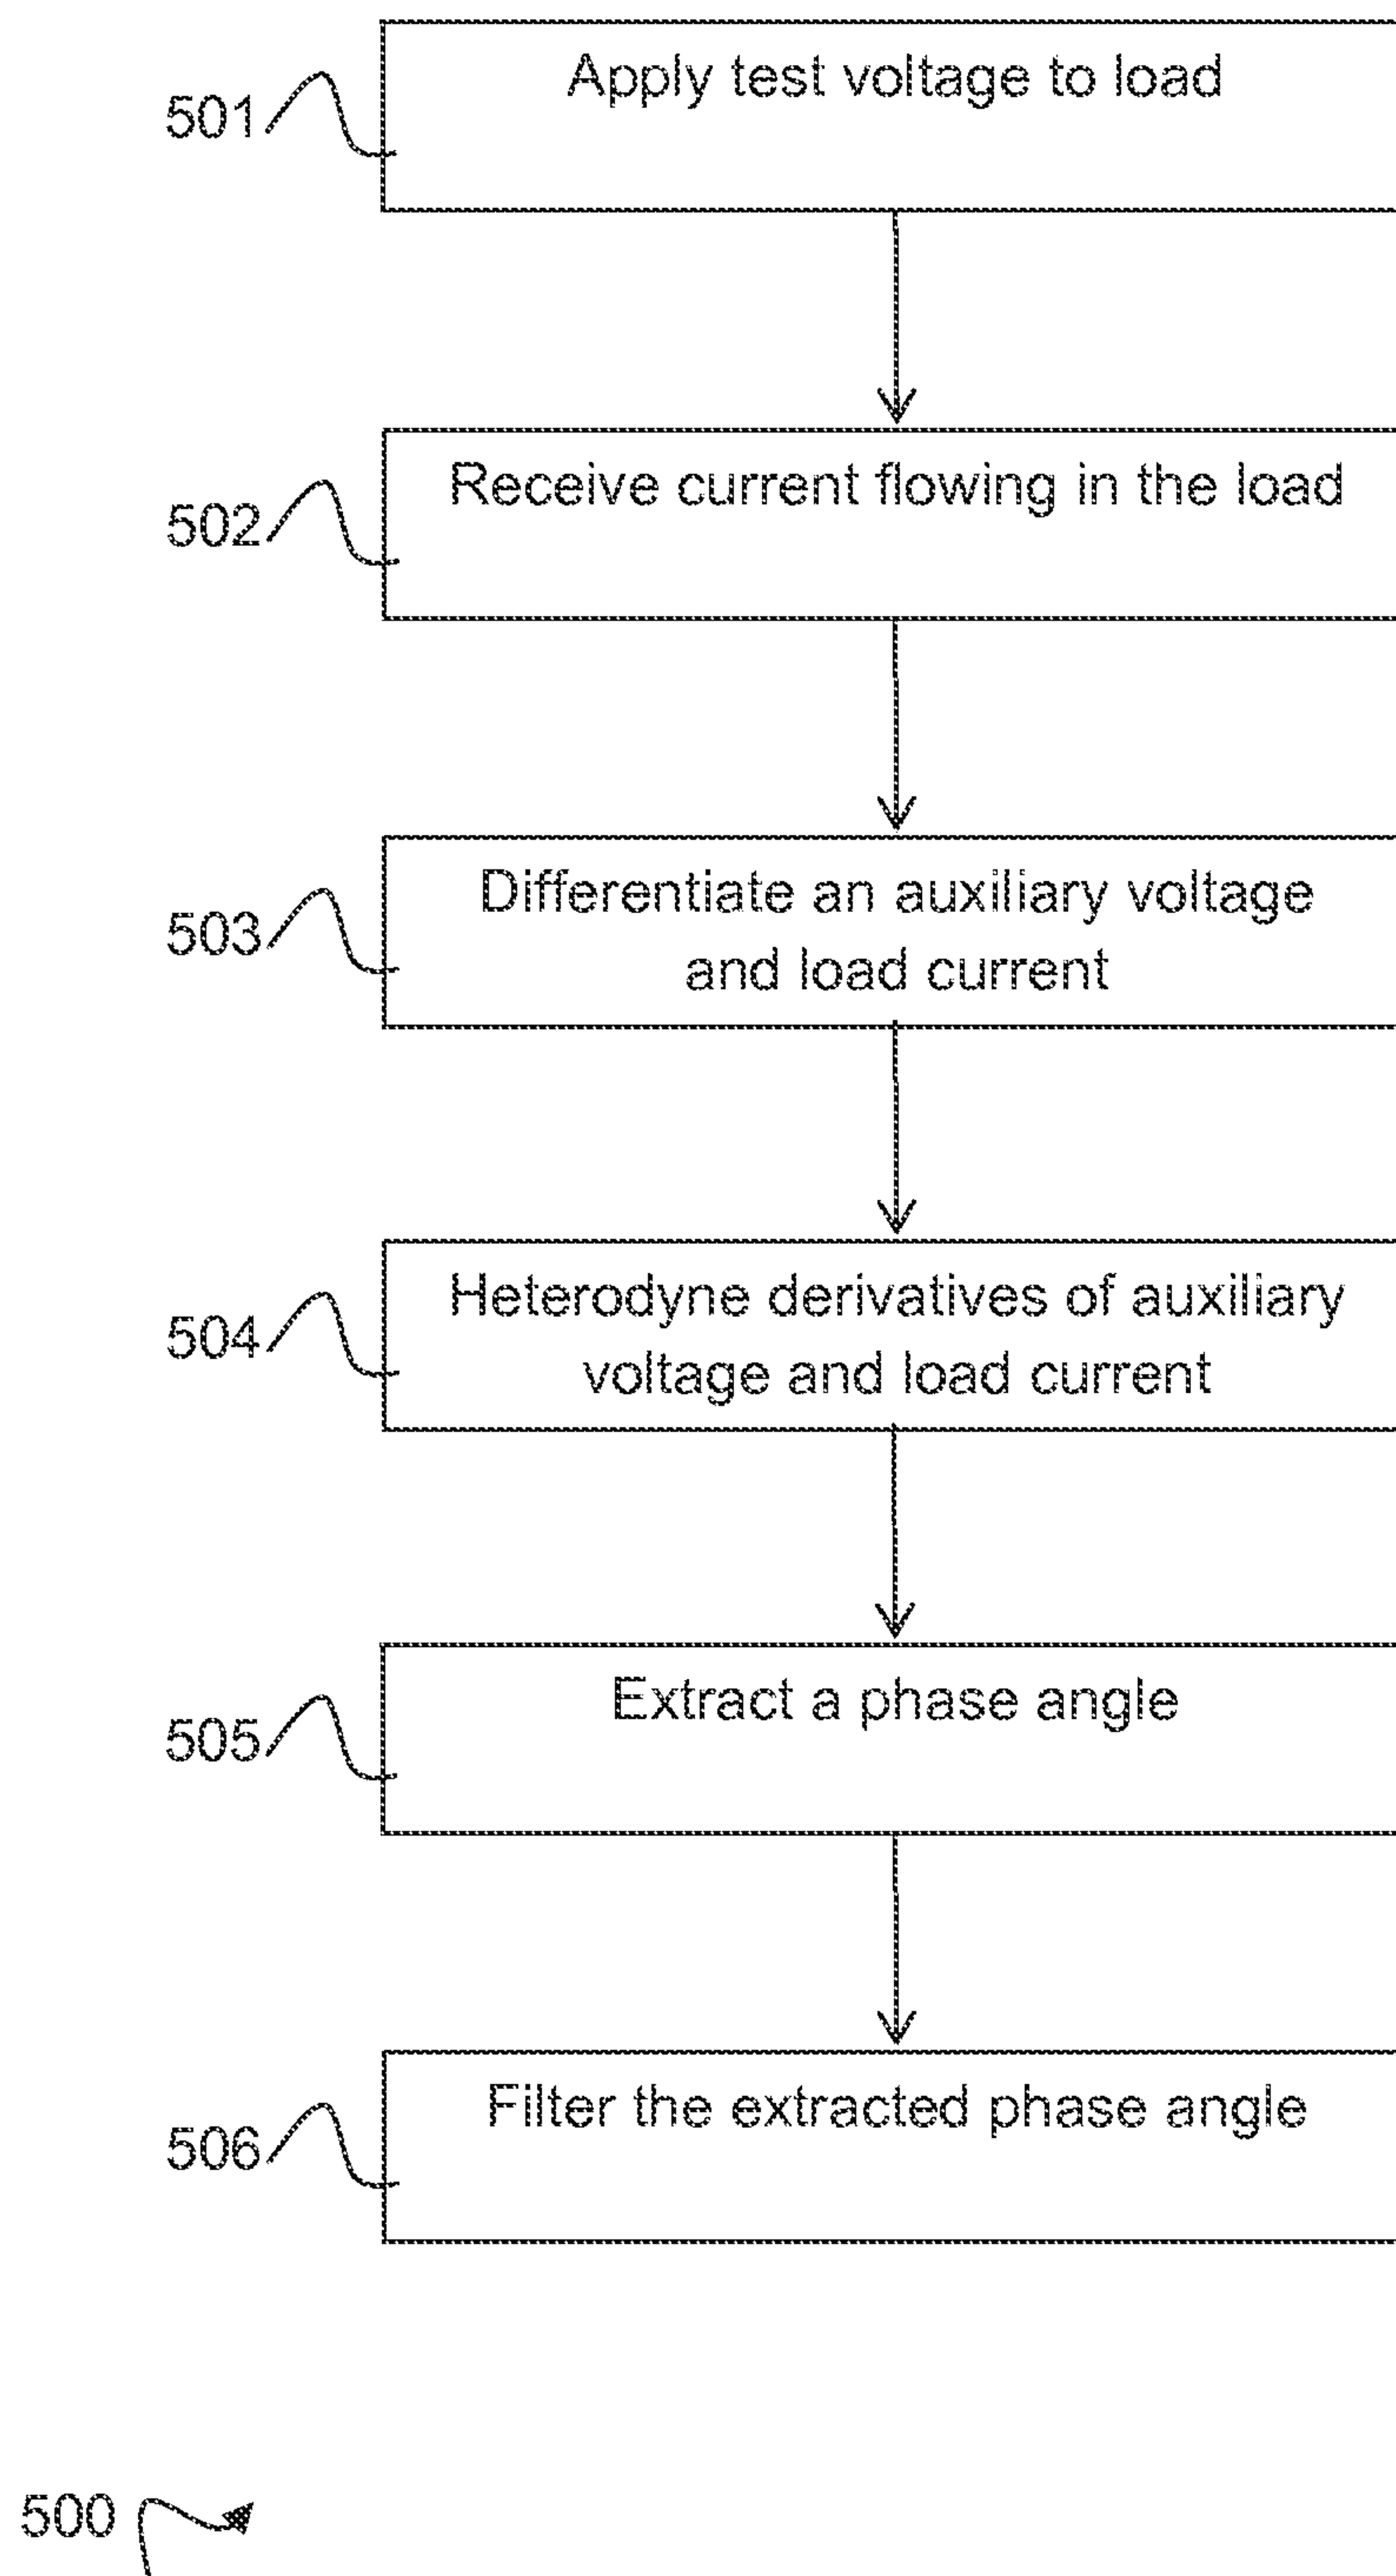 501
Apply test voltage to load
502
Receive current flowing in the load
503
Differentiate an auxiliary voltage
and load current
504
Heterodyne derivatives of auxiliary
voltage and load current
505
Extract a phase angle
506
Filter the extracted phase angle
500